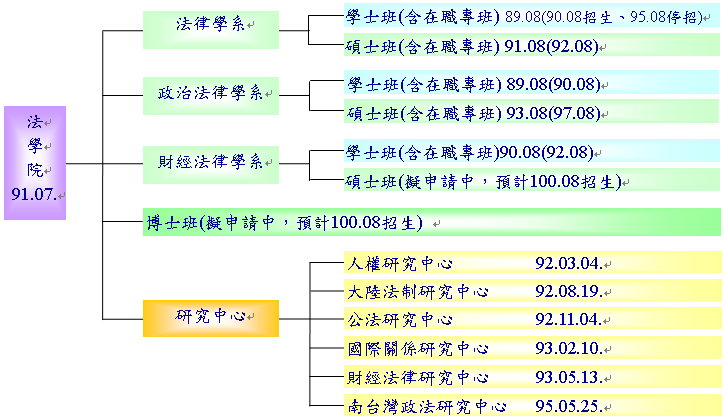 法
學
院
91.07.
法律學系
學士班(含在職專班) 89.08(90.08招生、95.08停招)
碩士班(含在職專班) 91.08(92.08)
政治法律學系
學士班(含在職專班) 89.08(90.08)
碩士班(含在職專班) 93.08(97.08)
財經法律學系
學士班(含在職專班)90.08(92.08)
碩士班(擬申請中，預計100.08招生)
博士班(擬申請中，預計100.08招生)
研究中心
人權研究中心 92.03.04.
大陸法制研究中心 92.08.19.
公法研究中心 92.11.04.
國際關係研究中心 93.02.10.
財經法律研究中心 93.05.13.
南台灣政法研究中心 95.05.25.